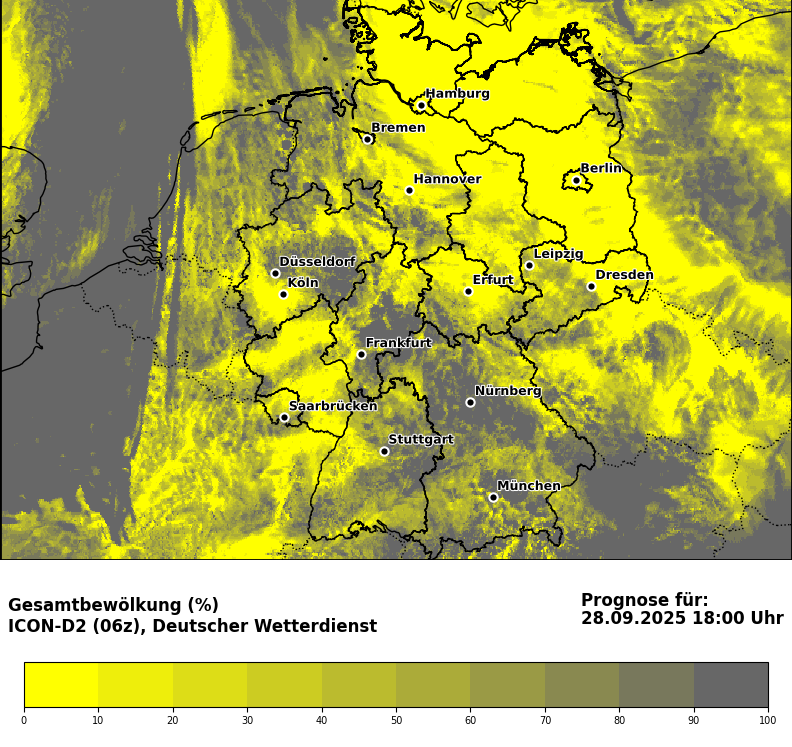 Hamburg
Bremen
Berlin
Hannover
Leipzig
Düsseldorf
Dresden
Köln
Erfurt
Frankfurt
Nürnberg
Saarbrücken
Stuttgart
München
Gesamtbewölkung (%)
ICON-D2 (06z), Deutscher Wetterdienst
Prognose für:
28.09.2025 18:00 Uhr
0 10 20 30 40 50 60 70 80 90 100